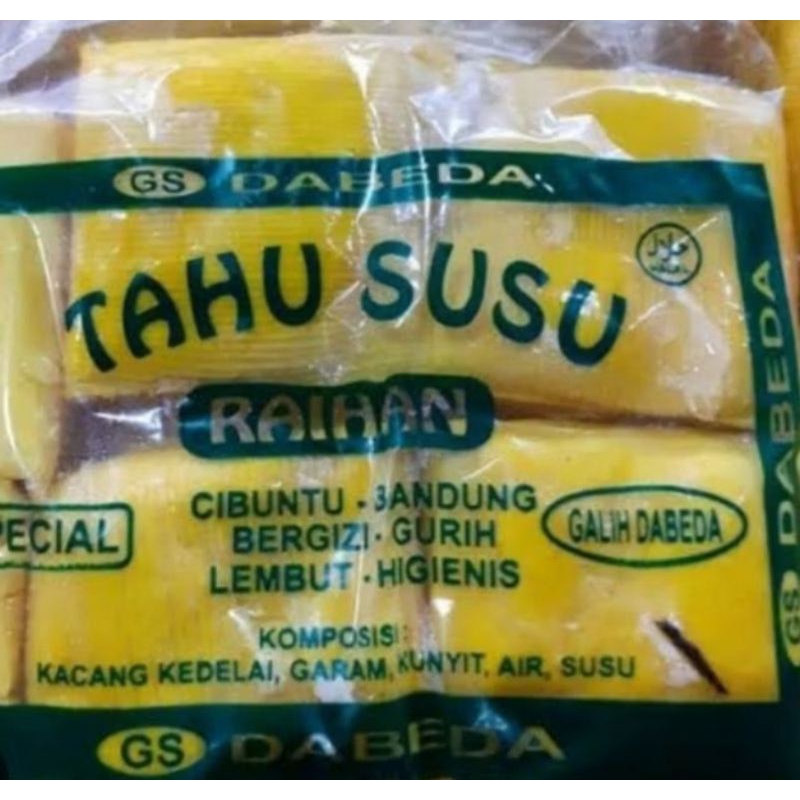 GS DABEDA
حلال
TAHU SUSU
RAIHAN
CIBUNTU - BANDUNG
BERGIZI - GURIH
LEMBUT - HIGIENIS
PECIAL
GALIH DABEDA
KOMPOSISI :
KACANG KEDELAI, GARAM, KUNYIT, AIR, SUSU
GS DABEDA
GS DABEDA